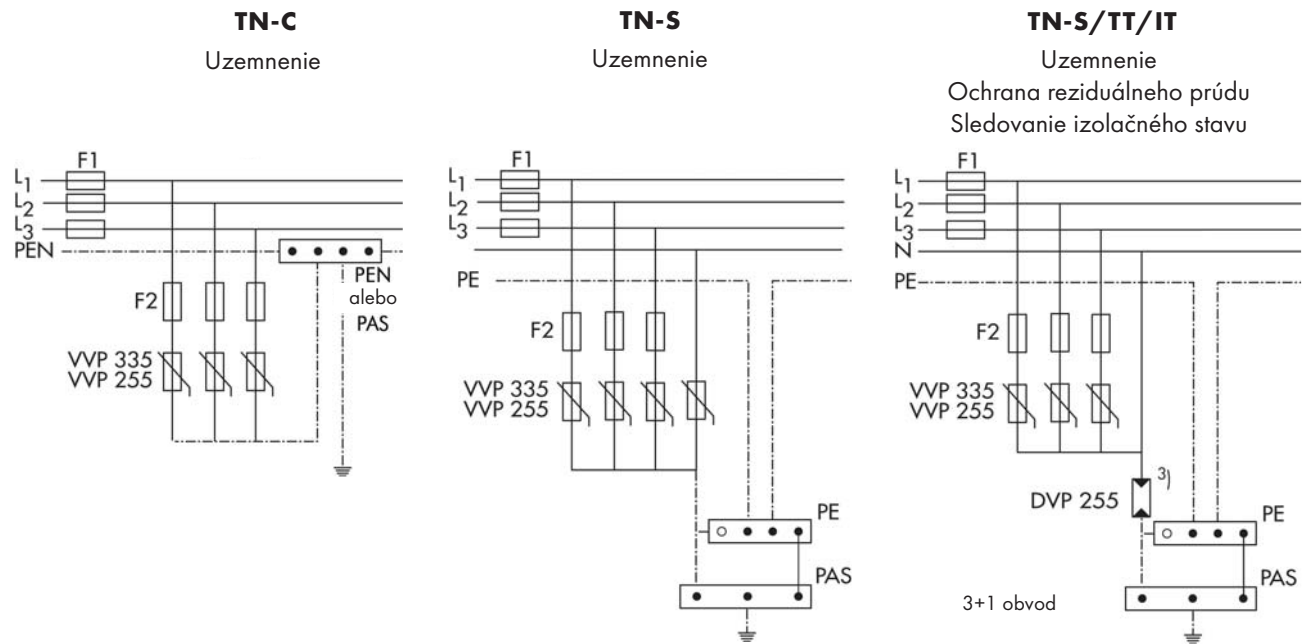 TN-C
Uzemnenie
F1
L1
L2
L3
PEN
PEN
alebo
PAS
F2
VVP 335
VVP 255
TN-S
Uzemnenie
F1
L1
L2
L3
PE
F2
VVP 335
VVP 255
PE
PAS
TN-S/TT/IT
Uzemnenie
Ochrana reziduálneho prúdu
Sledovanie izolačného stavu
F1
L1
L2
L3
N
PE
F2
VVP 335
VVP 255
3)
DVP 255
PE
PAS
3+1 obvod